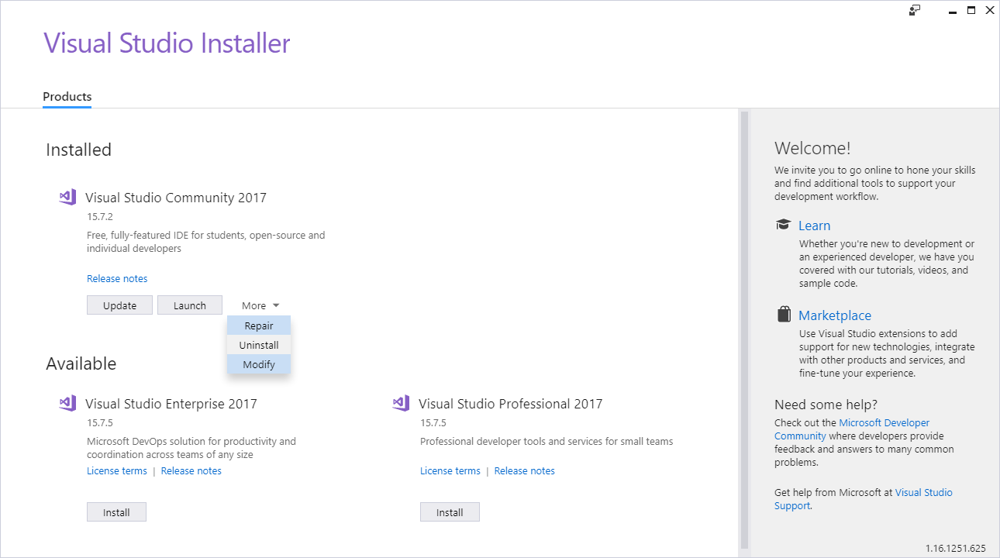 Visual Studio Installer
Products
Installed
Visual Studio Community 2017
15.7.2
Free, fully-featured IDE for students, open-source and
individual developers
Release notes
Update
Launch
More
Repair
Uninstall
Modify
Available
Visual Studio Enterprise 2017
15.7.5
Microsoft DevOps solution for productivity and
coordination across teams of any size
License terms | Release notes
Install
Visual Studio Professional 2017
15.7.5
Professional developer tools and services for small teams
License terms | Release notes
Install
Welcome!
We invite you to go online to hone your skills
and find additional tools to support your
development workflow.
Learn
Whether you're new to development or
an experienced developer, we have you
covered with our tutorials, videos, and
sample code.
Marketplace
Use Visual Studio extensions to add
support for new technologies, integrate
with other products and services, and
fine-tune your experience.
Need some help?
Check out the Microsoft Developer
Community where developers provide
feedback and answers to many common
problems.
Get help from Microsoft at Visual Studio
Support.
1.16.1251.625